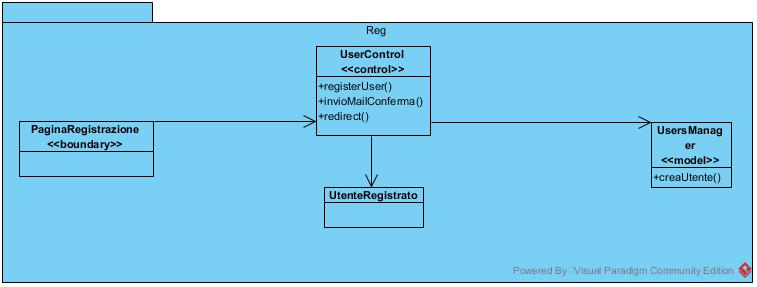 Reg
UserControl
<<control>>
+registerUser()
+invioMailConferma()
+redirect()
PaginaRegistrazione
<<boundary>>
UsersManag
er
<<model>>
+creaUtente()
UtenteRegistrato
Powered By Visual Paradigm Community Edition